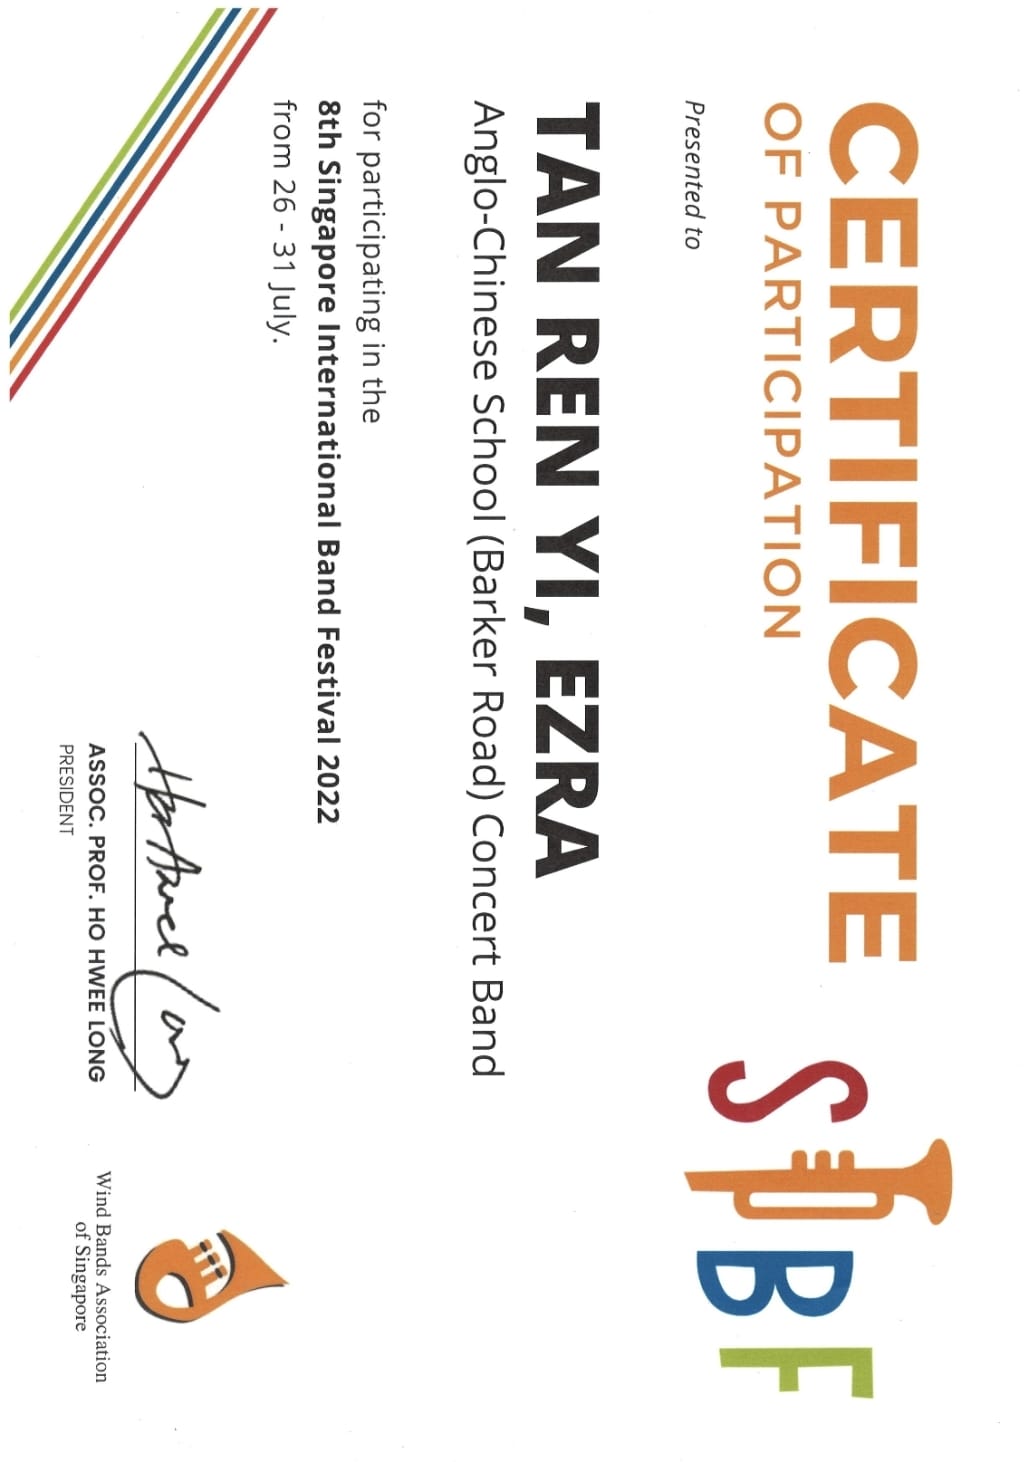 CERTIFICATE
OF PARTICIPATION
SIBF
Presented to
TAN REN YI, EZRA
Anglo-Chinese School (Barker Road) Concert Band
for participating in the
8th Singapore International Band Festival 2022
from 26 - 31 July.
Ho Hwee Long
ASSOC. PROF. HO HWEE LONG
PRESIDENT
Wind Bands Association
of Singapore